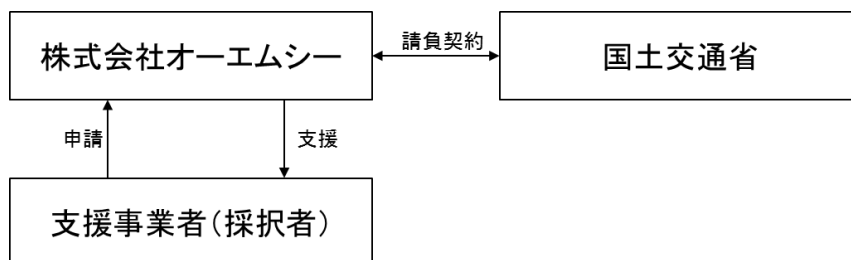 株式会社オーエムシー
請負契約
国土交通省
申請
支援
支援事業者(採択者)